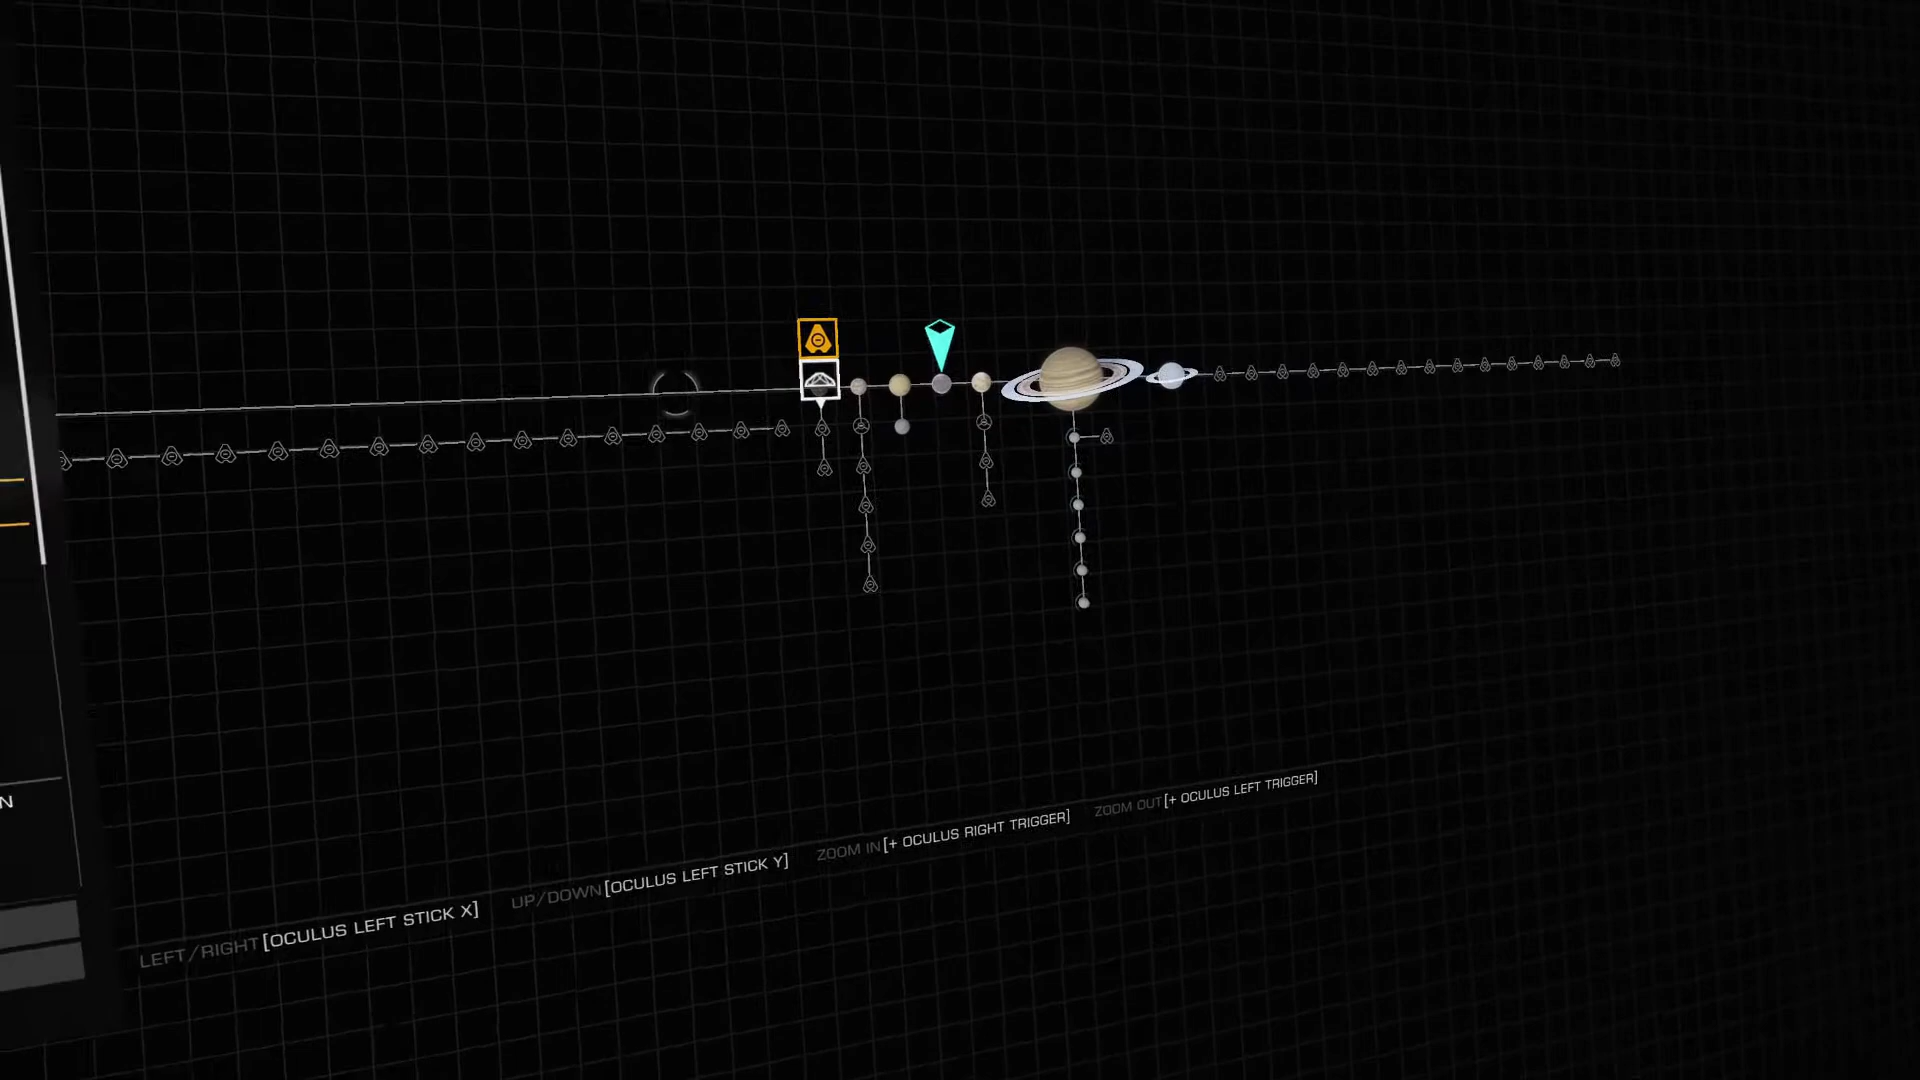 N
LEFT/RIGHT [OCULUS LEFT STICK X] UP/DOWN [OCULUS LEFT STICK Y] ZOOM IN [+ OCULUS RIGHT TRIGGER] ZOOM OUT [+ OCULUS LEFT TRIGGER]